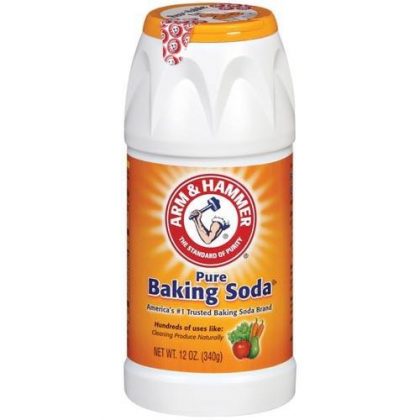 ARM & HAMMER
THE STANDARD OF PURITY
Pure
Baking Soda®
America's #1 Trusted Baking Soda Brand
Hundreds of uses like:
Cleaning Produce Naturally
NET WT. 12 OZ. (340g)